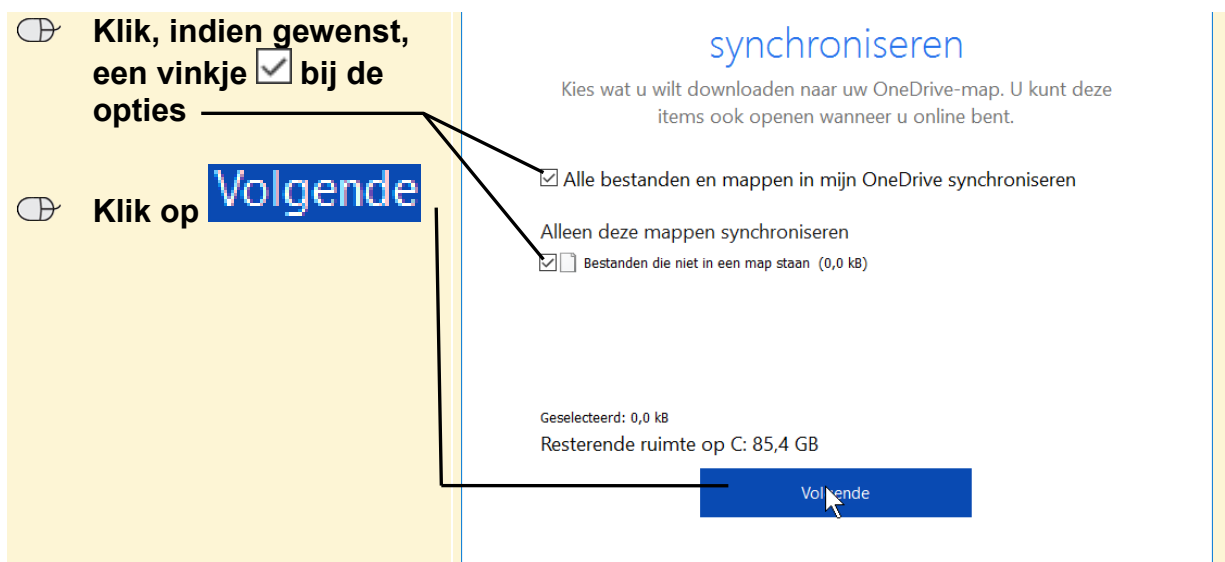 Klik, indien gewenst,
een vinkje bij de
opties
Klik op Volgende
synchroniseren
Kies wat u wilt downloaden naar uw OneDrive-map. U kunt deze
items ook openen wanneer u online bent.
Alle bestanden en mappen in mijn OneDrive synchroniseren
Alleen deze mappen synchroniseren
Bestanden die niet in een map staan (0,0 kB)
Geselecteerd: 0,0 kB
Resterende ruimte op C: 85,4 GB
Volgende